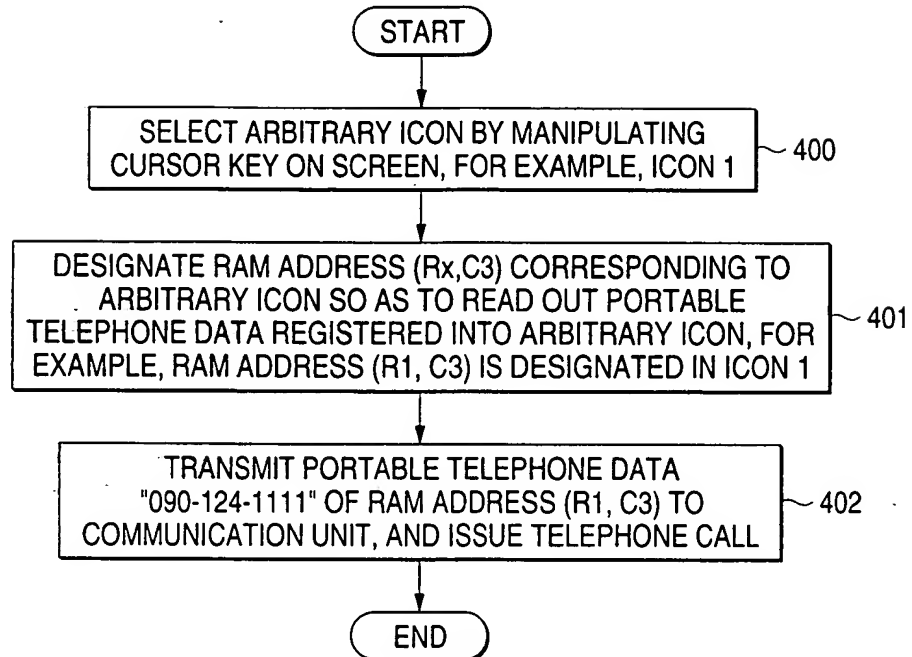 START
SELECT ARBITRARY ICON BY MANIPULATING
CURSOR KEY ON SCREEN, FOR EXAMPLE, ICON 1
400
DESIGNATE RAM ADDRESS (Rx,C3) CORRESPONDING TO
ARBITRARY ICON SO AS TO READ OUT PORTABLE
TELEPHONE DATA REGISTERED INTO ARBITRARY ICON, FOR
EXAMPLE, RAM ADDRESS (R1, C3) IS DESIGNATED IN ICON 1
401
TRANSMIT PORTABLE TELEPHONE DATA
"090-124-1111" OF RAM ADDRESS (R1, C3) TO
COMMUNICATION UNIT, AND ISSUE TELEPHONE CALL
402
END